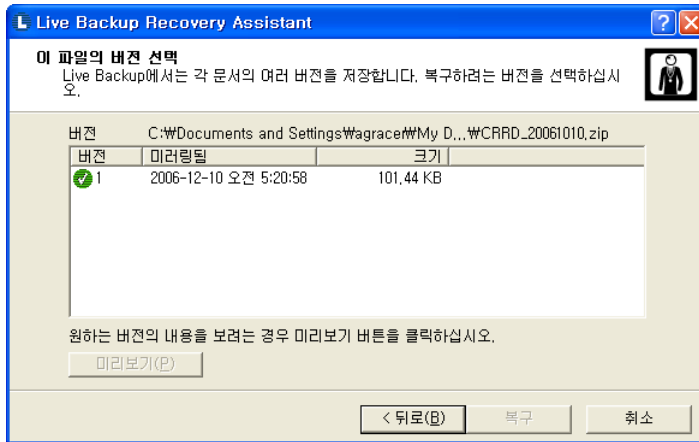 Live Backup Recovery Assistant
이 파일의 버전 선택
Live Backup에서는 각 문서의 여러 버전을 저장합니다. 복구하려는 버전을 선택하십시
오.
버전 C:₩Documents and Settings₩agrace₩My D...₩CRRD_20061010.zip
버전 미러링됨 크기
1 2006-12-10 오전 5:20:58 101.44 KB
원하는 버전의 내용을 보려는 경우 미리보기 버튼을 클릭하십시오.
미리보기(P)
< 뒤로(B) 복구 취소